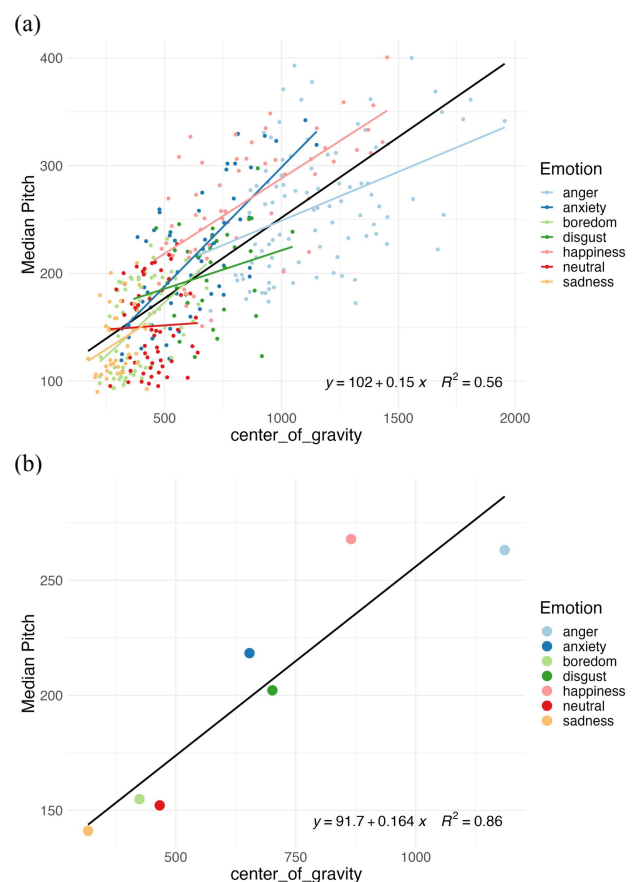 (a)
400
300
200
100
Median Pitch
y = 102 + 0.15 x R² = 0.56
500 1000 1500 2000
center_of_gravity
Emotion
anger
anxiety
boredom
disgust
happiness
neutral
sadness
(b)
250
200
150
Median Pitch
y = 91.7 + 0.164 x R² = 0.86
500 750 1000
center_of_gravity
Emotion
anger
anxiety
boredom
disgust
happiness
neutral
sadness